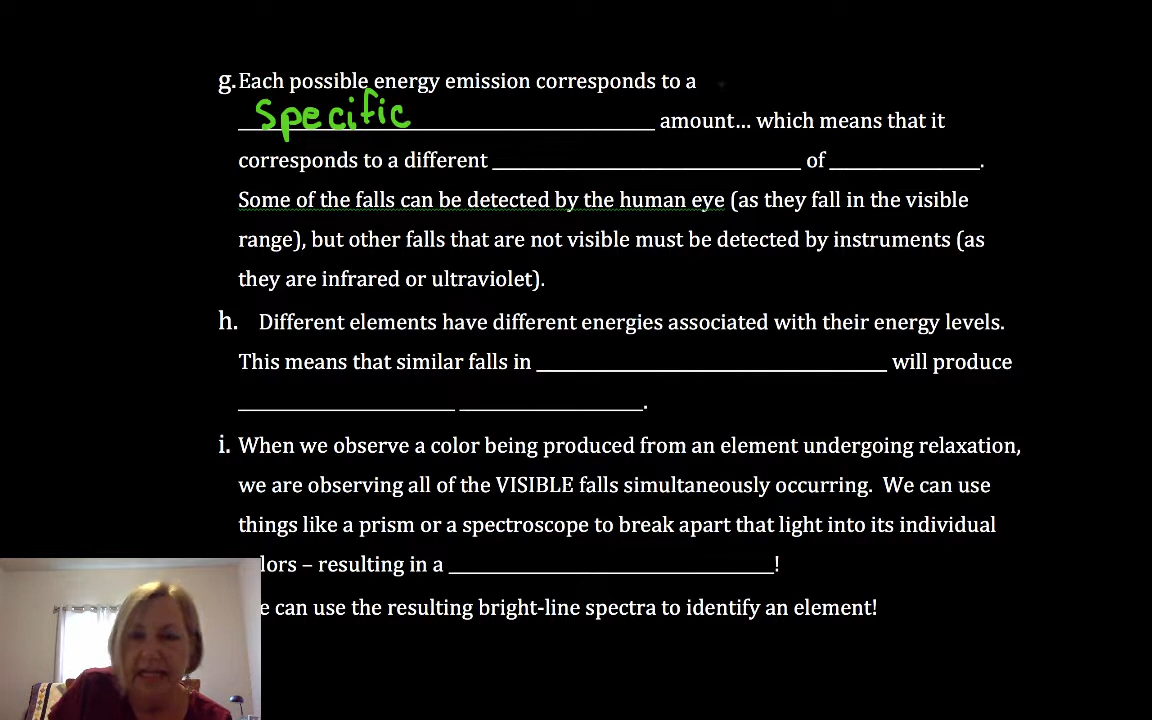 g. Each possible energy emission corresponds to a
specific amount... which means that it
corresponds to a different ____________________ of ____________.
Some of the falls can be detected by the human eye (as they fall in the visible
range), but other falls that are not visible must be detected by instruments (as
they are infrared or ultraviolet).
h. Different elements have different energies associated with their energy levels.
This means that similar falls in ____________________ will produce
____________________ ____________________.
i. When we observe a color being produced from an element undergoing relaxation,
we are observing all of the VISIBLE falls simultaneously occurring. We can use
things like a prism or a spectroscope to break apart that light into its individual
lors – resulting in a ____________________!
e can use the resulting bright-line spectra to identify an element!